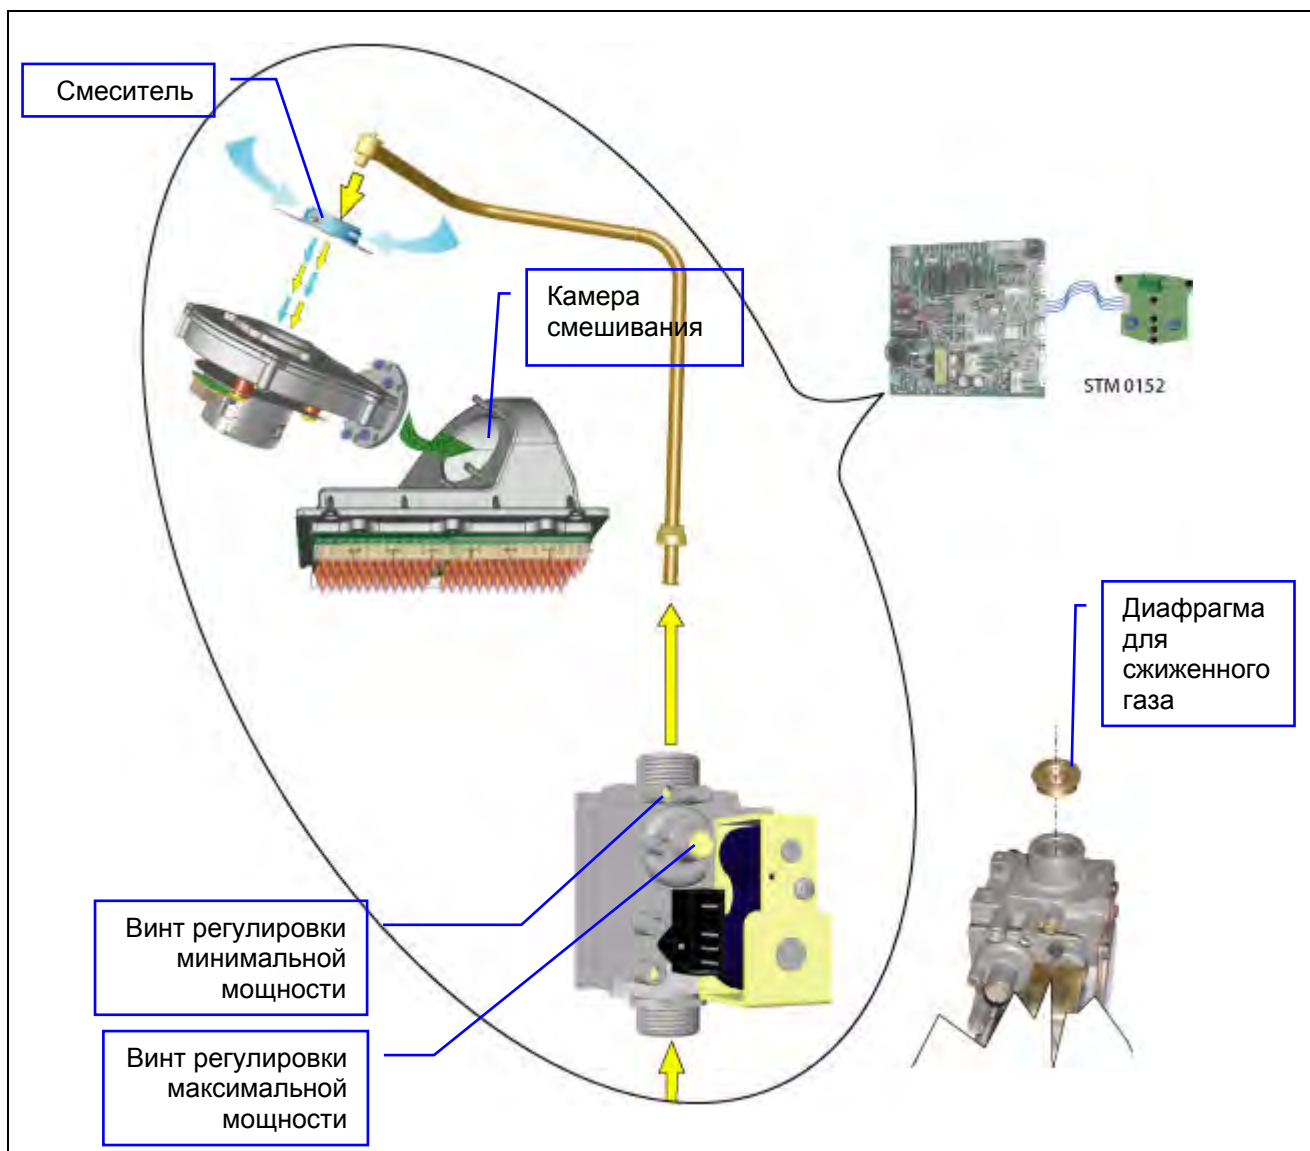 Смеситель
Камера
смешивания
STM 0152
Диафрагма
для
сжиженного
газа
Винт регулировки
минимальной
мощности
Винт регулировки
максимальной
мощности